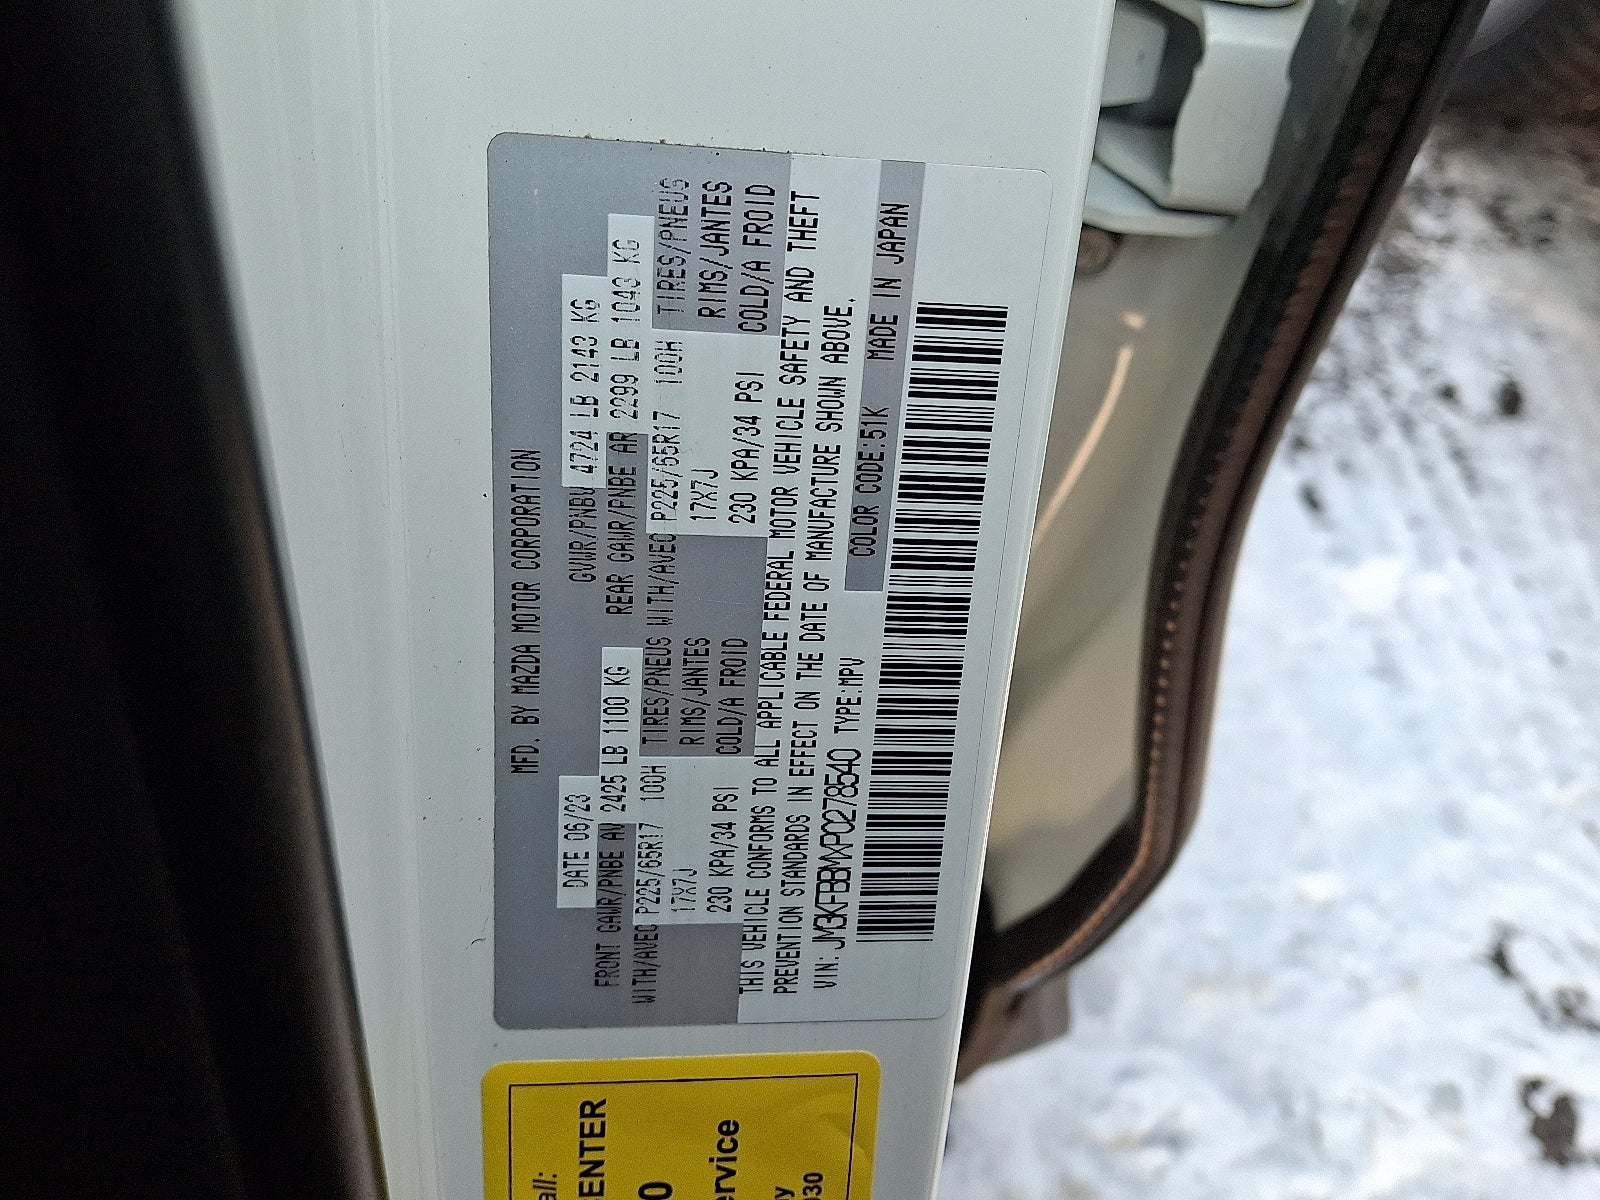 MFD. BY MAZDA MOTOR CORPORATION
DATE 06/23 GVWR/PNBV 4724 LB 2143 KG
FRONT GAWR/PNBE AV 2425 LB 1100 KG REAR GAWR/PNBE AR 2299 LB 1043 KG
WITH/AVEC P225/65R17 100H TIRES/PNEUS WITH/AVEC P225/65R17 100H TIRES/PNEUS
17X7J RIMS/JANTES 17X7J RIMS/JANTES
230 KPA/34 PSI COLD/A FROID 230 KPA/34 PSI COLD/A FROID
THIS VEHICLE CONFORMS TO ALL APPLICABLE FEDERAL MOTOR VEHICLE SAFETY AND THEFT
PREVENTION STANDARDS IN EFFECT ON THE DATE OF MANUFACTURE SHOWN ABOVE.
VIN: JM3KFBBMXP0278540 TYPE:MPV COLOR CODE:51K MADE IN JAPAN
all:
ENTER
0
ervice
y
030